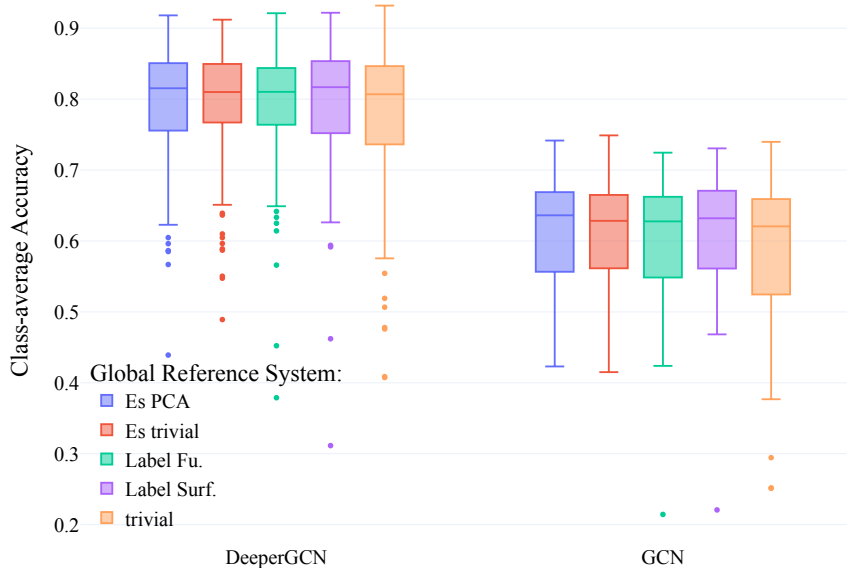 0.9
0.8
0.7
0.6
0.5
0.4
0.3
0.2
Class-average Accuracy
Global Reference System:
Es PCA
Es trivial
Label Fu.
Label Surf.
trivial
DeeperGCN
GCN